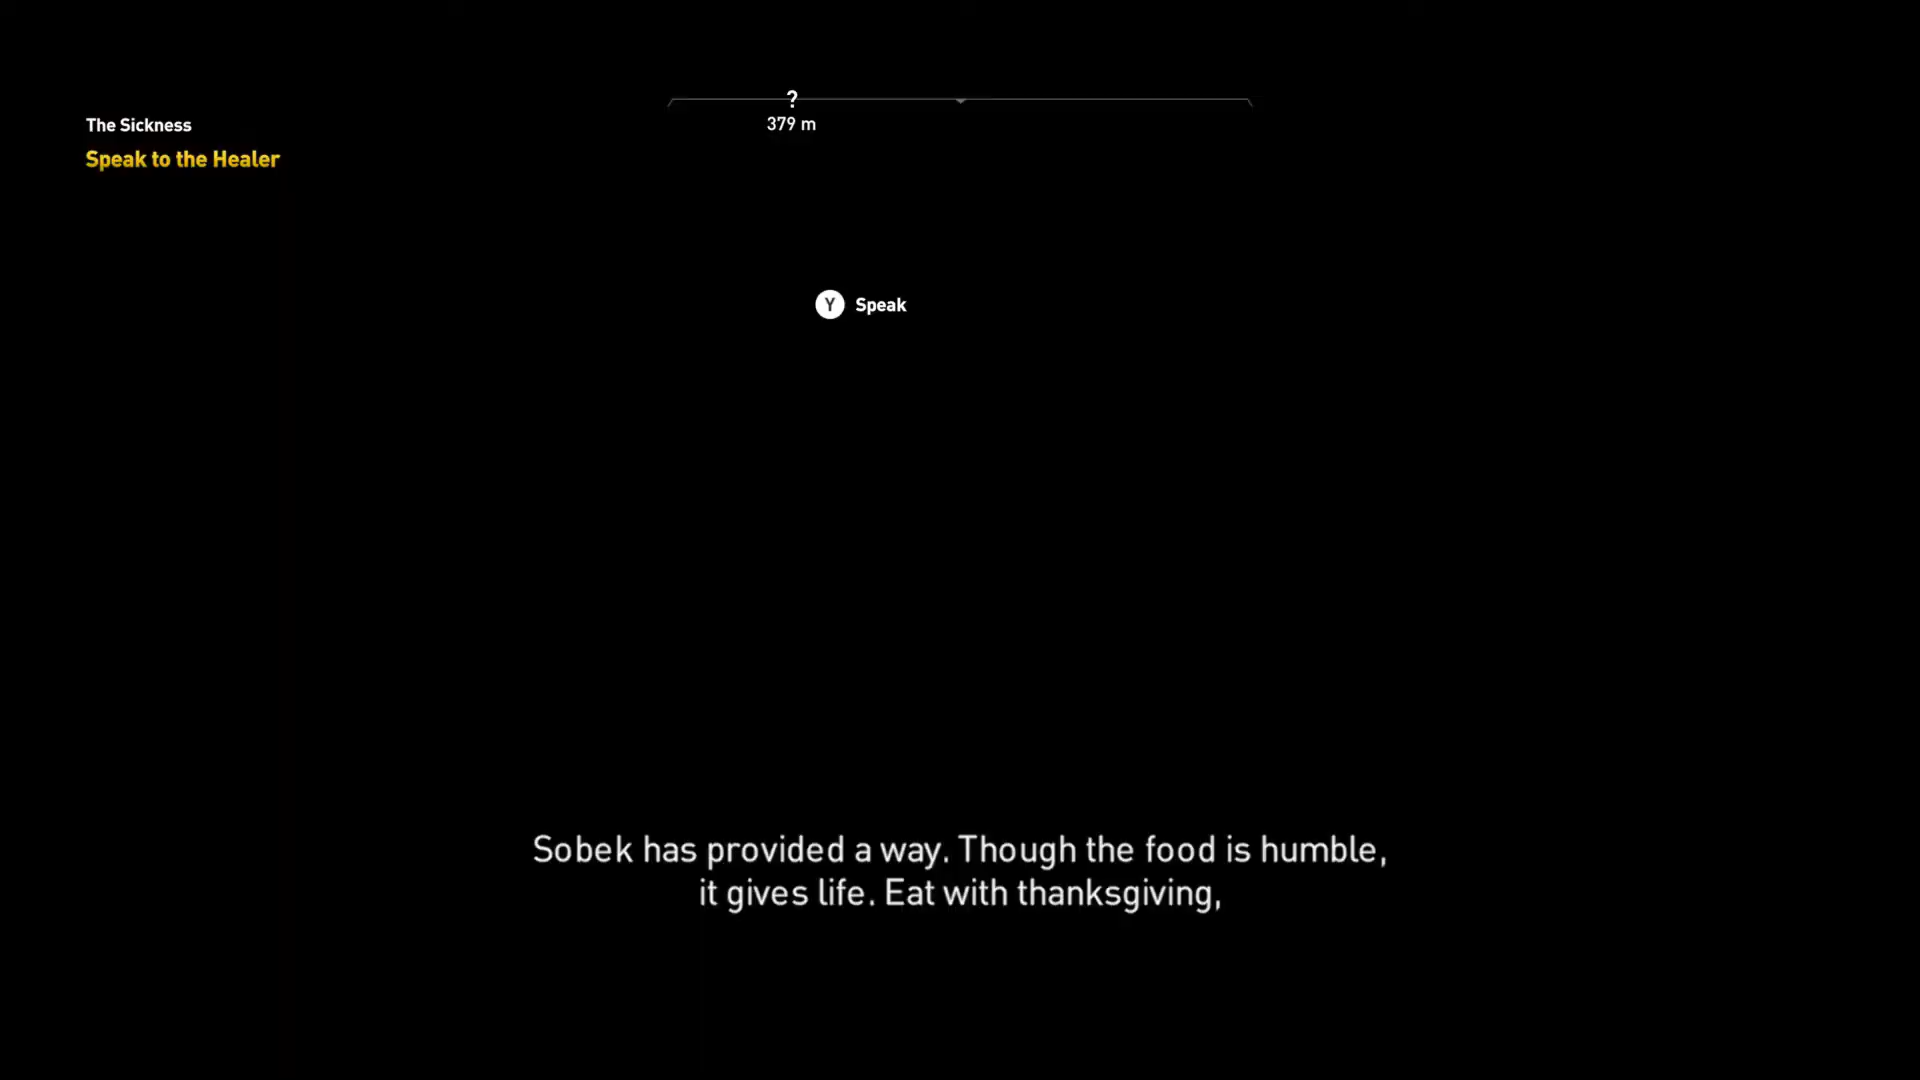 ?
379 m
The Sickness
Speak to the Healer
Y Speak
Sobek has provided a way. Though the food is humble,
it gives life. Eat with thanksgiving,